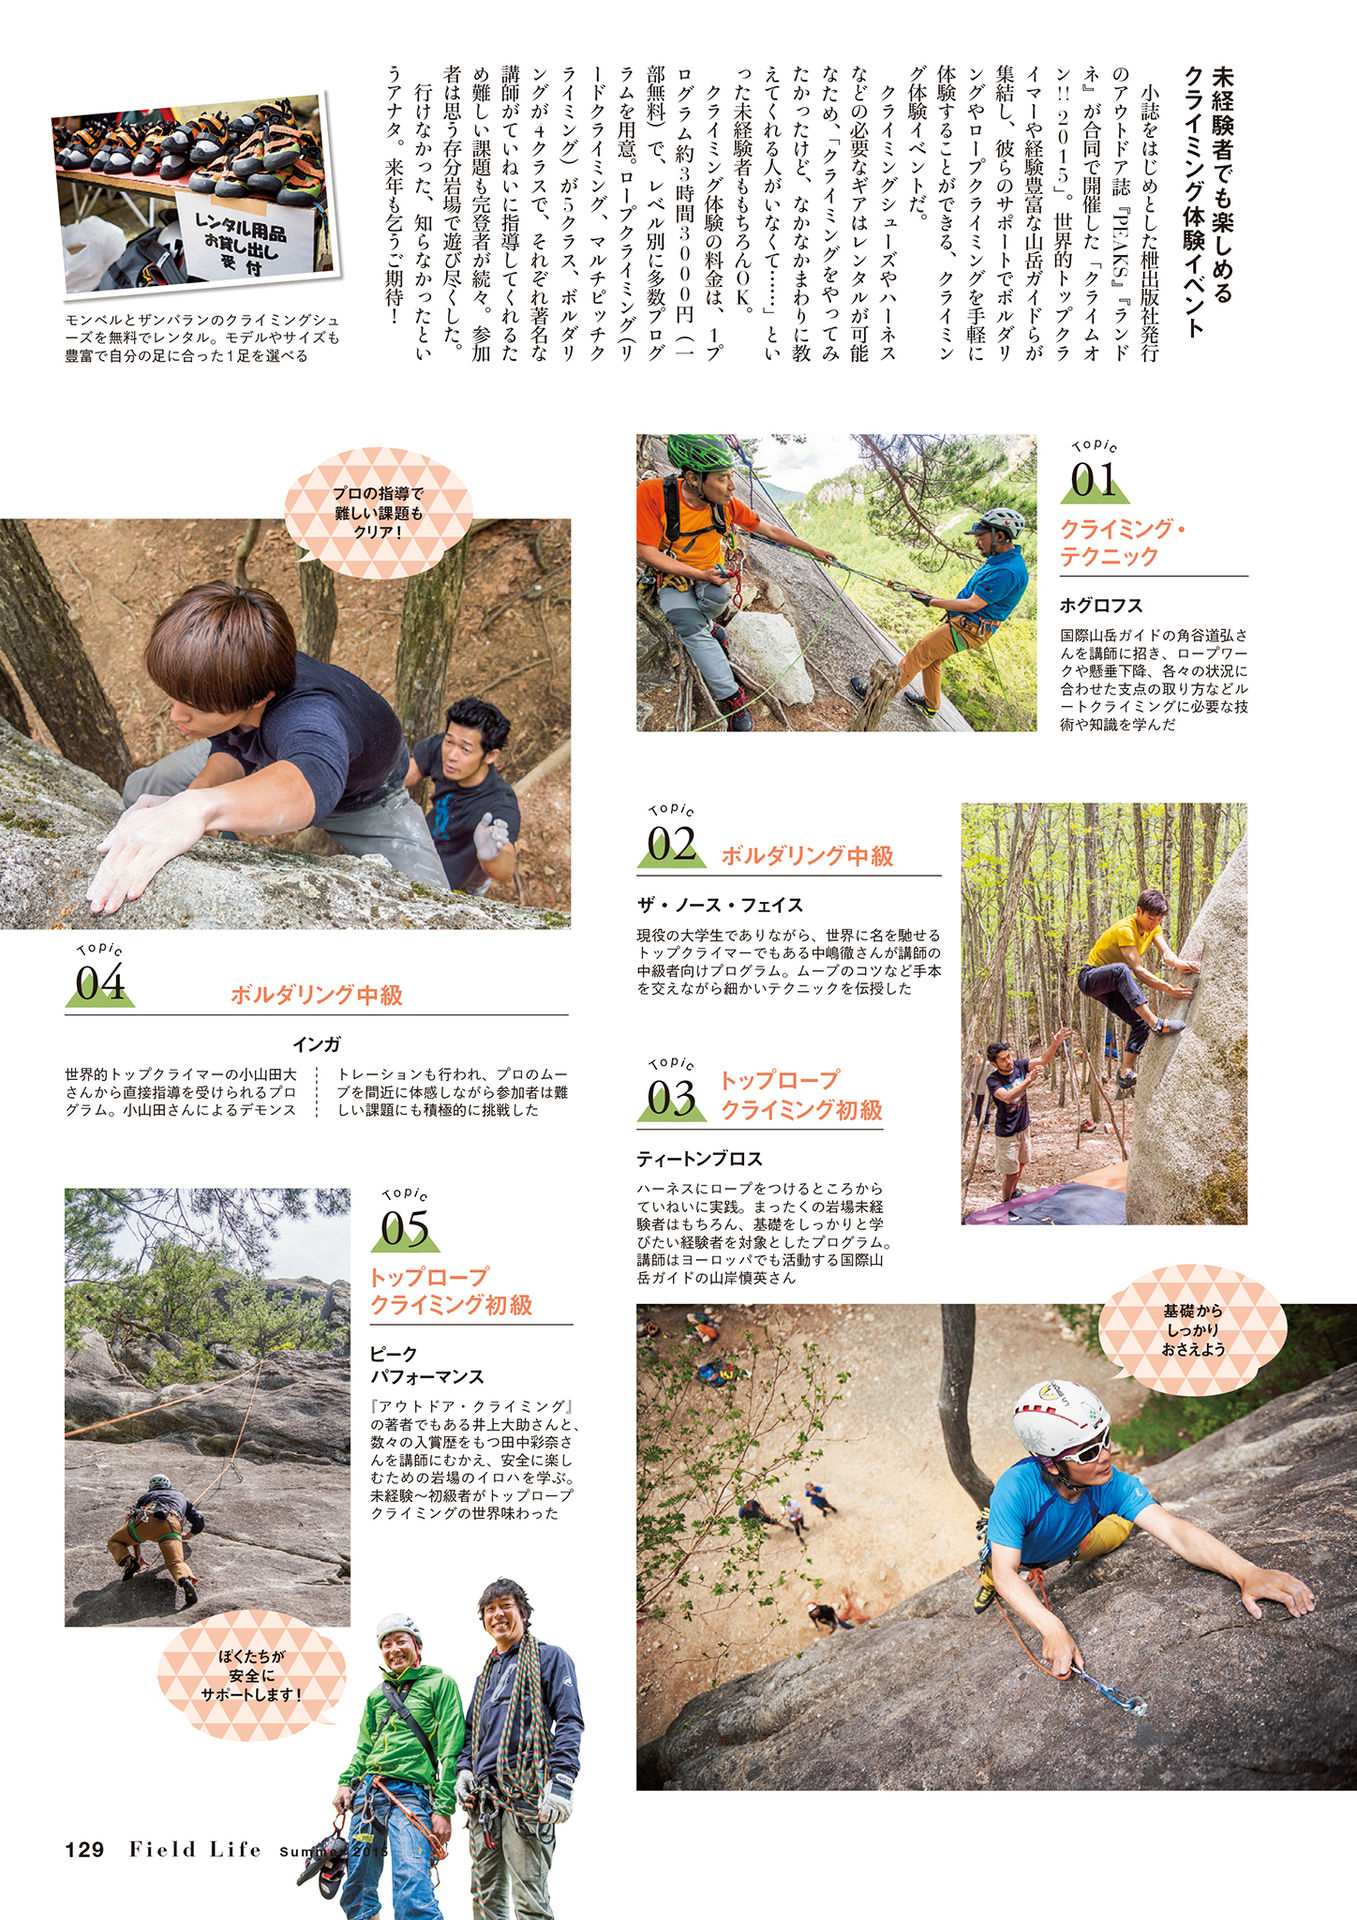 未経験者でも楽しめる
クライミング体験イベント
小誌をはじめとした枻出版社発行
のアウトドア誌『PEAKS』『ランド
ネ』が合同で開催した「クライムオ
ン!! 2015」。世界的トップクラ
イマーや経験豊富な山岳ガイドらが
集結し、彼らのサポートでボルダリ
ングやロープクライミングを手軽に
体験することができる、クライミン
グ体験イベントだ。
クライミングシューズやハーネス
などの必要なギアはレンタルが可能
なため、「クライミングをやってみ
たかったけど、なかなかまわりに教
えてくれる人がいなくて……」とい
った未経験者ももちろんOK。
クライミング体験の料金は、1プ
ログラム約3時間3000円（一
部無料）で、レベル別に多数プログ
ラムを用意。ロープクライミング(リ
ードクライミング、マルチピッチク
ライミング）が5クラス、ボルダリ
ングが4クラスで、それぞれ著名な
講師がていねいに指導してくれるた
め難しい課題も完登者が続々。参加
者は思う存分岩場で遊び尽くした。
行けなかった、知らなかったとい
うアナタ。来年も乞うご期待！
レンタル用品
お貸し出し
受付
モンベルとザンバランのクライミングシュ
ーズを無料でレンタル。モデルやサイズも
豊富で自分の足に合った1足を選べる
Topic
01
クライミング・
テクニック
ホグロフス
国際山岳ガイドの角谷道弘さ
んを講師に招き、ロープワー
クや懸垂下降、各々の状況に
合わせた支点の取り方などル
ートクライミングに必要な技
術や知識を学んだ
Topic
02
ボルダリング中級
ザ・ノース・フェイス
現役の大学生でありながら、世界に名を馳せる
トップクライマーでもある中嶋徹さんが講師の
中級者向けプログラム。ムーブのコツなど手本
を交えながら細かいテクニックを伝授した
Topic
03
トップロープ
クライミング初級
ティートンブロス
ハーネスにロープをつけるところから
ていねいに実践。まったくの岩場未経
験者はもちろん、基礎をしっかりと学
びたい経験者を対象としたプログラム。
講師はヨーロッパでも活動する国際山
岳ガイドの山岸慎英さん
基礎から
しっかり
おさえよう
プロの指導で
難しい課題も
クリア！
Topic
04
ボルダリング中級
インガ
世界的トップクライマーの小山田大
さんから直接指導を受けられるプロ
グラム。小山田さんによるデモンス
トレーションも行われ、プロのムー
ブを間近に体感しながら参加者は難
しい課題にも積極的に挑戦した
Topic
05
トップロープ
クライミング初級
ピーク
パフォーマンス
『アウトドア・クライミング』
の著者でもある井上大助さんと、
数々の入賞歴をもつ田中彩奈さ
んを講師にむかえ、安全に楽し
むための岩場のイロハを学ぶ。
未経験〜初級者がトップロープ
クライミングの世界味わった
ぼくたちが
安全に
サポートします！
129 Field Life Summer 2015